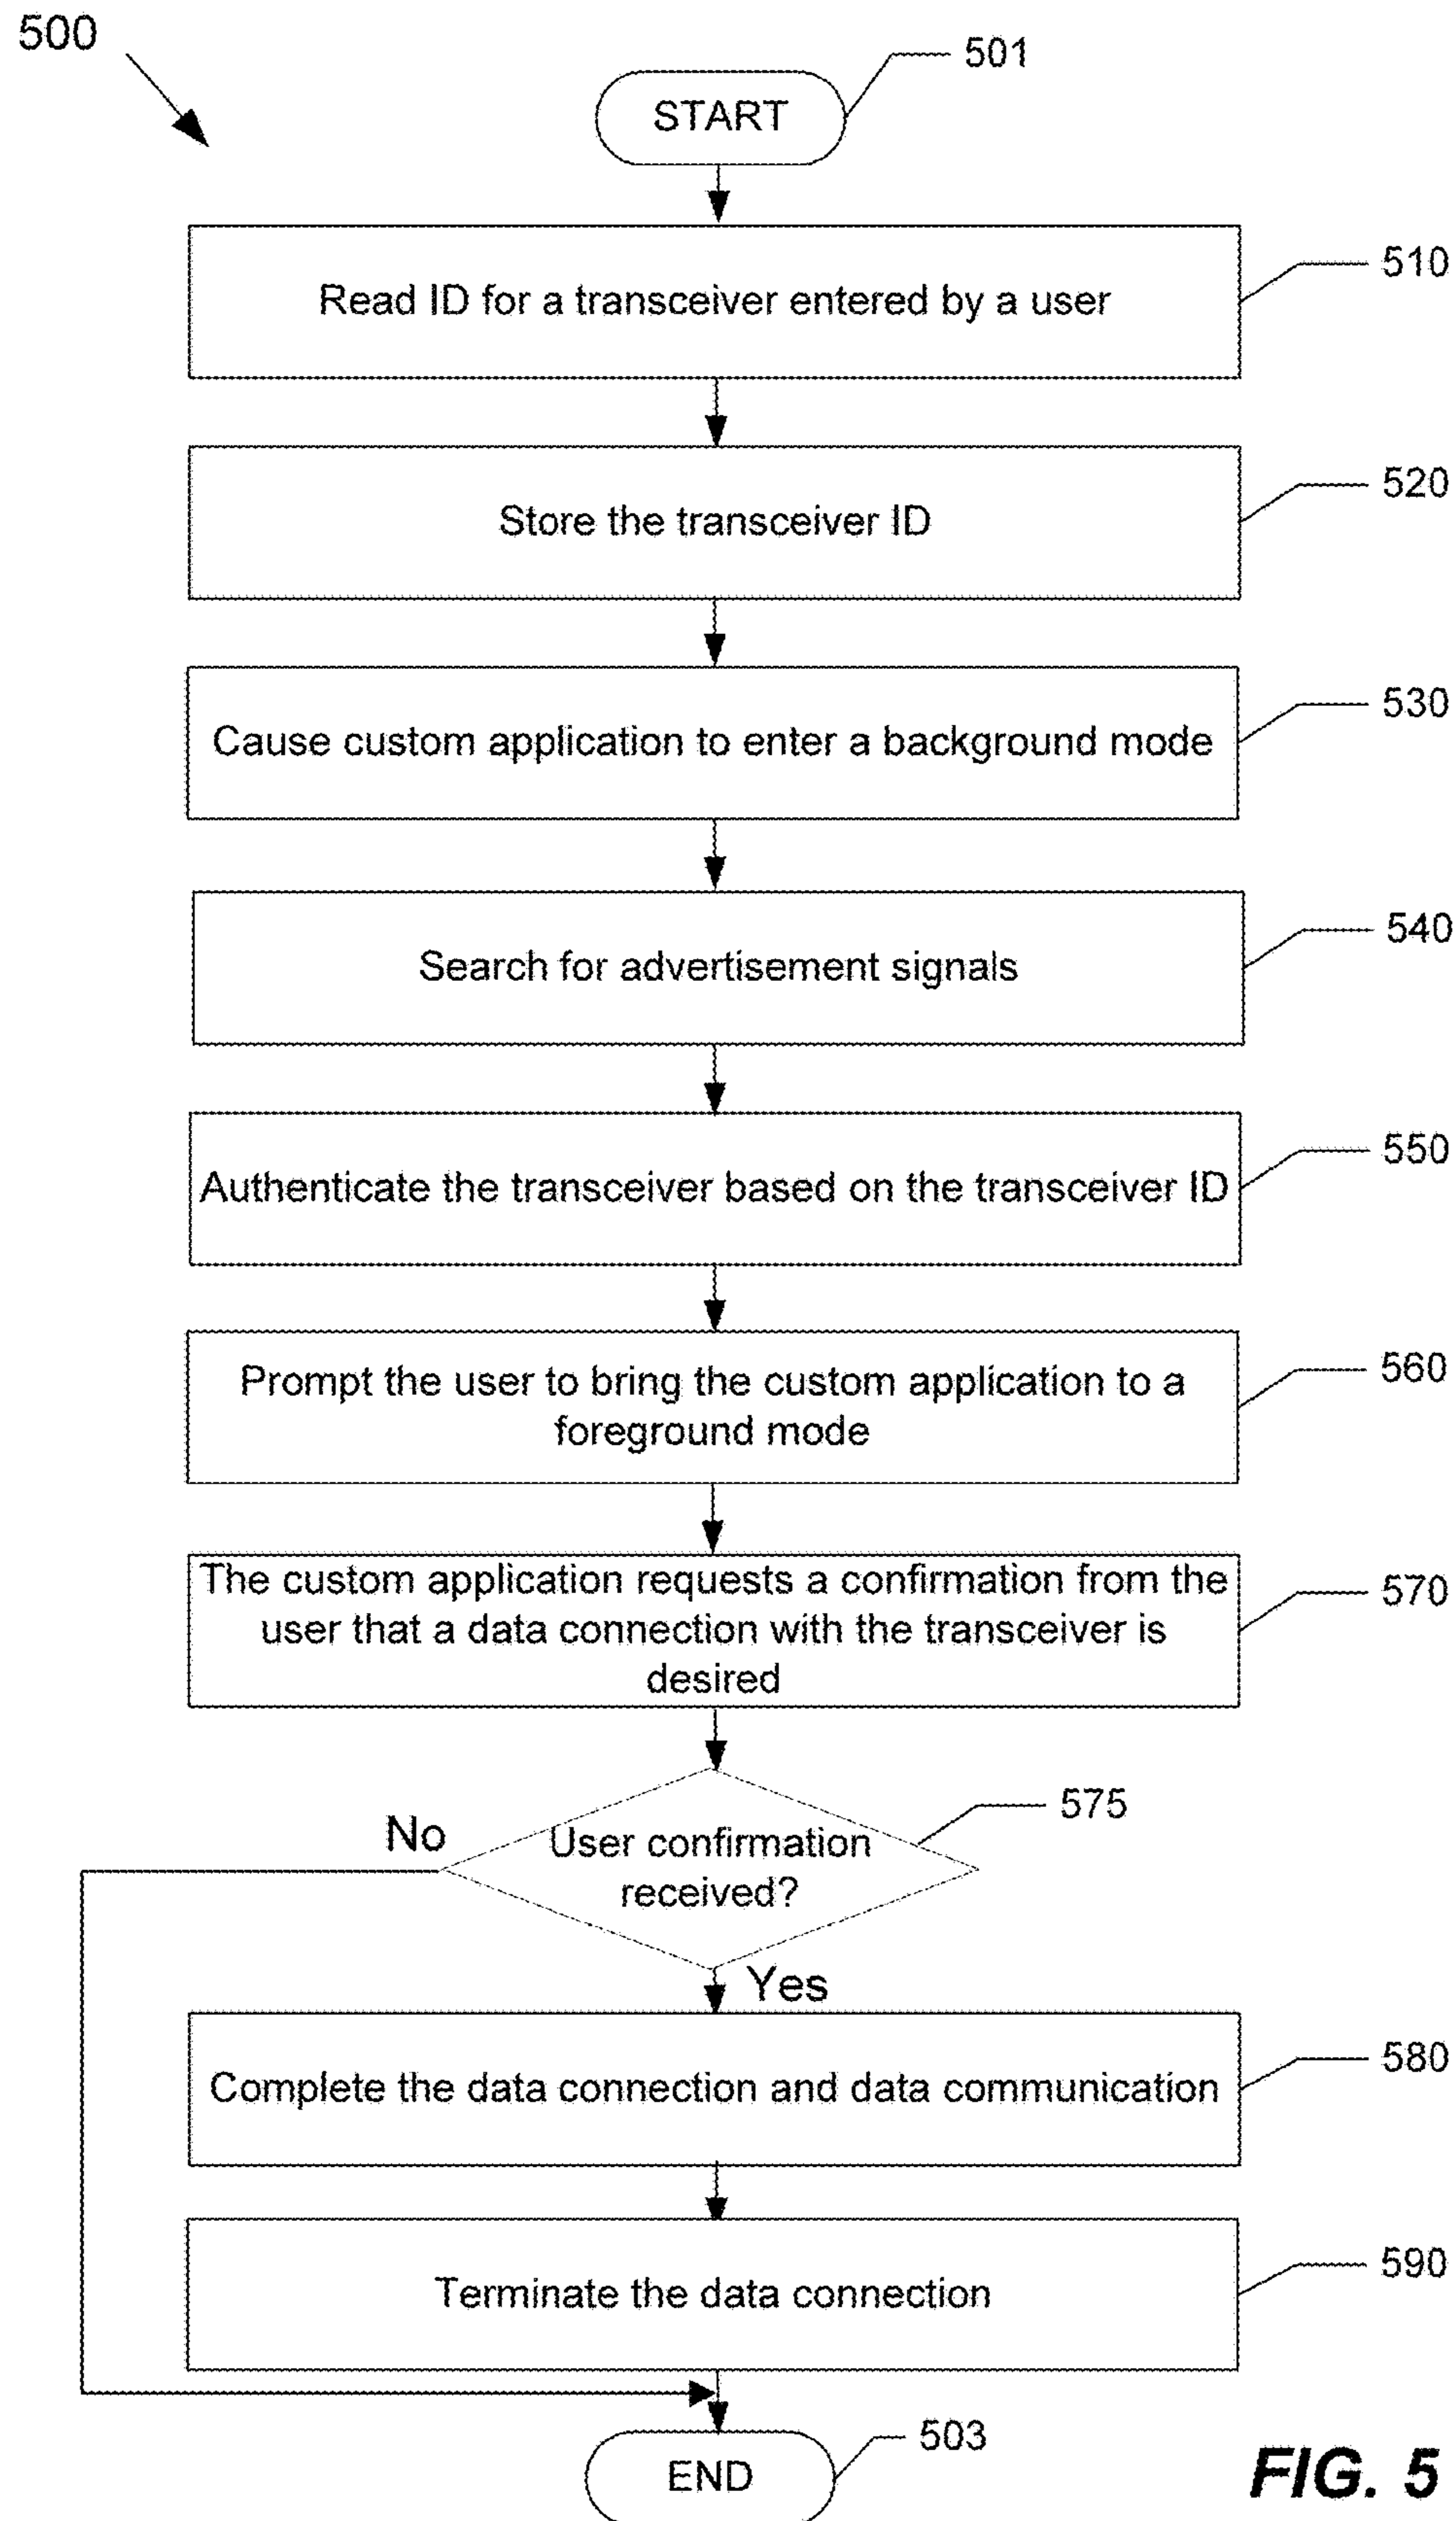 500
501
START
510
Read ID for a transceiver entered by a user
520
Store the transceiver ID
530
Cause custom application to enter a background mode
540
Search for advertisement signals
550
Authenticate the transceiver based on the transceiver ID
560
Prompt the user to bring the custom application to a
foreground mode
570
The custom application requests a confirmation from the
user that a data connection with the transceiver is
desired
575
No
User confirmation
received?
Yes
580
Complete the data connection and data communication
590
Terminate the data connection
503
END
FIG. 5